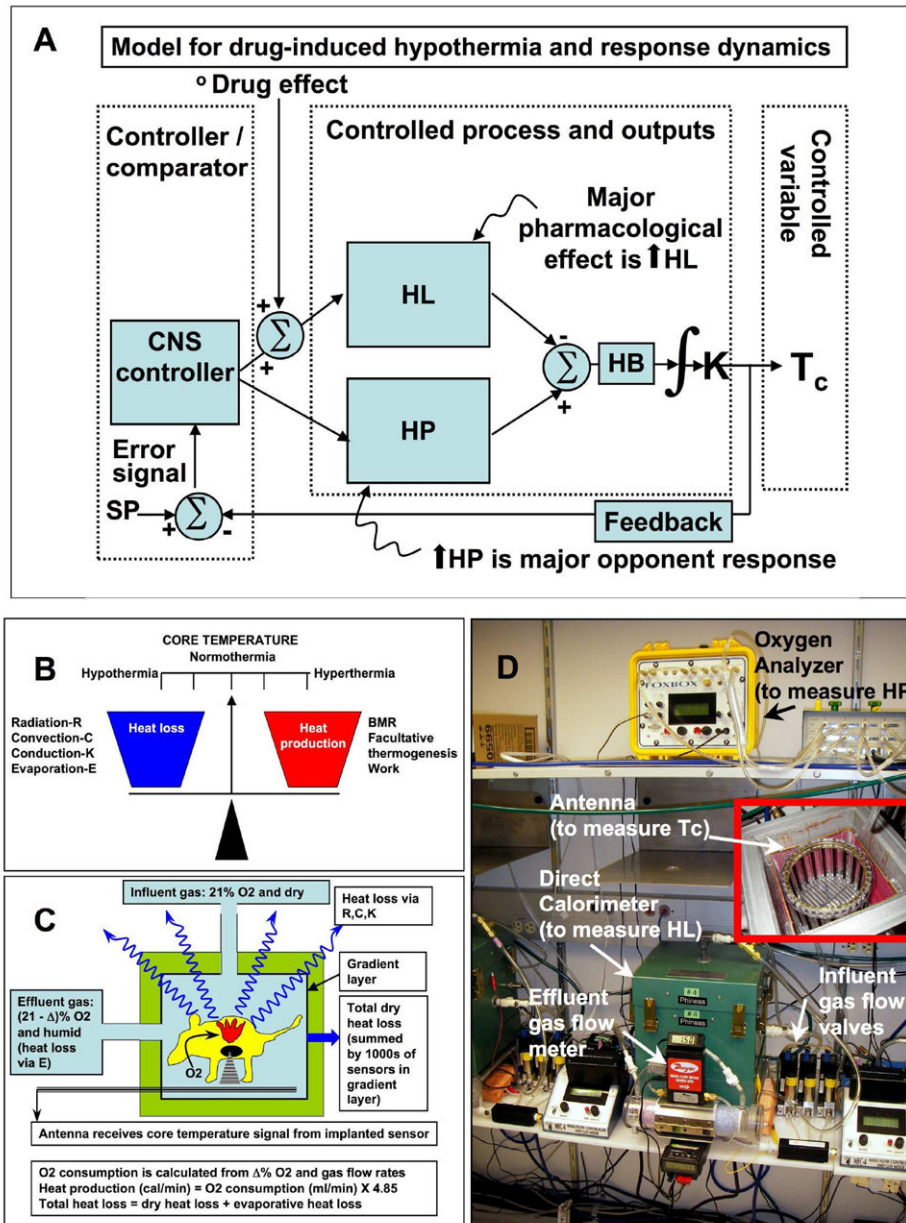 A
Model for drug-induced hypothermia and response dynamics
° Drug effect
Controller /
comparator
Controlled process and outputs
Controlled
variable
Major
pharmacological
effect is ⬆HL
+
Σ
+
HL
CNS
controller
-
Σ
+
HB
∫
K
Tc
HP
Error
signal
SP
+
Σ
-
Feedback
⬆HP is major opponent response
B
CORE TEMPERATURE
Normothermia
Hypothermia
Hyperthermia
Radiation-R
Convection-C
Conduction-K
Evaporation-E
Heat loss
Heat
production
BMR
Facultative
thermogenesis
Work
C
Influent gas: 21% O2 and dry
Heat loss via
R,C,K
Gradient
layer
Effluent gas:
(21 - Δ)% O2
and humid
(heat loss
via E)
O2
Total dry
heat loss
(summed
by 1000s of
sensors in
gradient
layer)
Antenna receives core temperature signal from implanted sensor
O2 consumption is calculated from Δ% O2 and gas flow rates
Heat production (cal/min) = O2 consumption (ml/min) X 4.85
Total heat loss = dry heat loss + evaporative heat loss
D
Oxygen
Analyzer
(to measure HP)
FOXBOX
0599
Antenna
(to measure Tc)
Direct
Calorimeter
(to measure HL)
Effluent
gas flow
meter
Influent
gas flow
valves
#4
Phineas
#4
Phineas
Dwyer